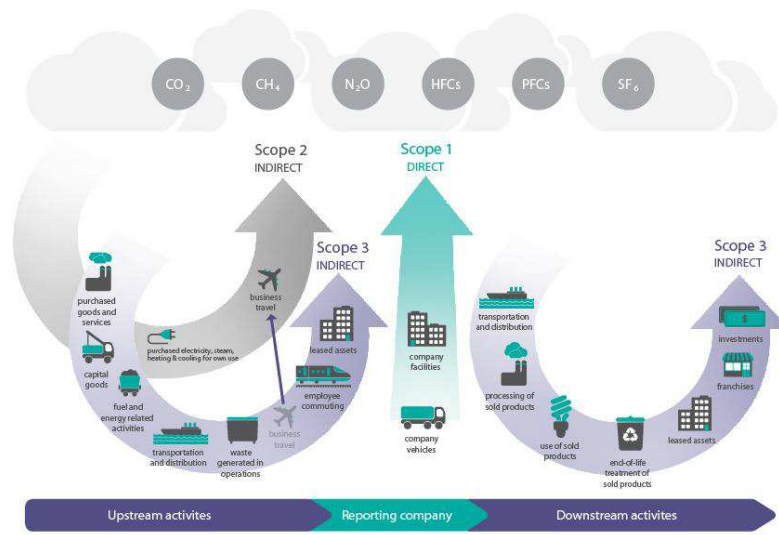 CO2
CH4
N2O
HFCs
PFCs
SF6
Scope 2
INDIRECT
Scope 1
DIRECT
Scope 3
INDIRECT
Scope 3
INDIRECT
purchased
goods and
services
capital
goods
fuel and
energy related
activities
purchased electricity, steam,
heating & cooling for own use
transportation
and distribution
waste
generated in
operations
business
travel
business
travel
employee
commuting
leased assets
company
facilities
company
vehicles
transportation
and distribution
processing of
sold products
use of sold
products
end-of-life
treatment of
sold products
leased assets
franchises
investments
$
Upstream activites
Reporting company
Downstream activites